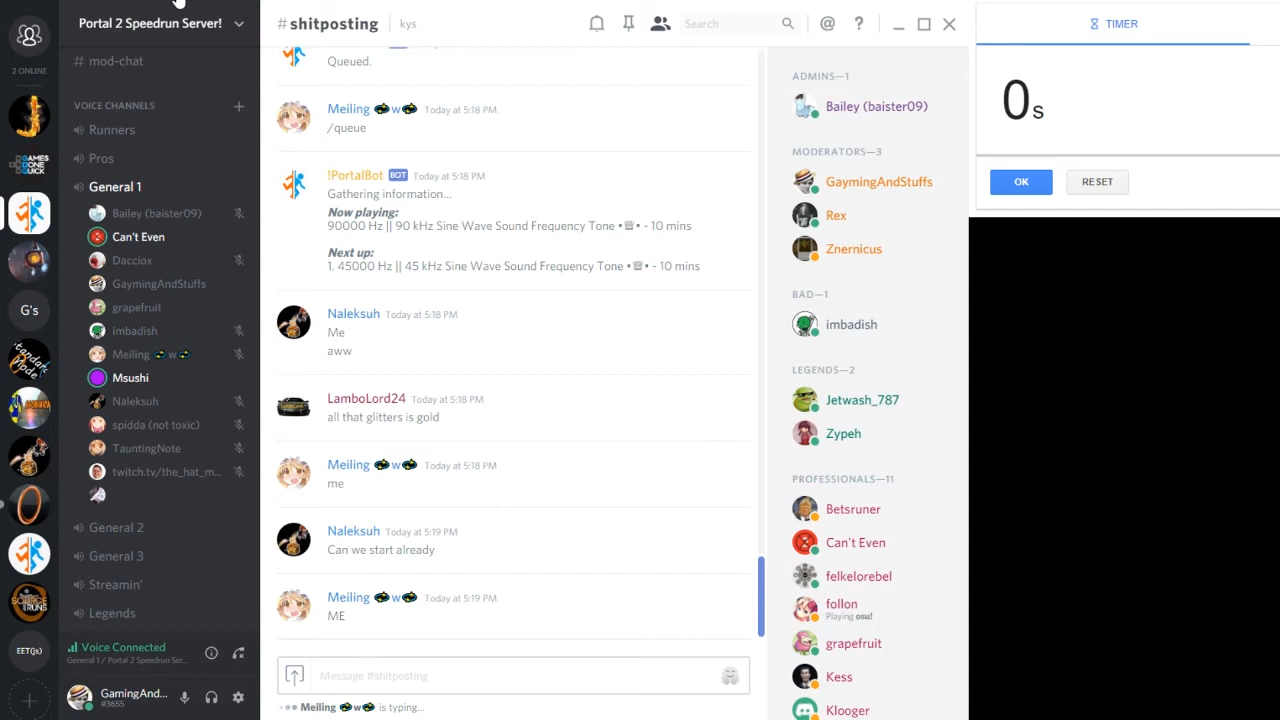 Portal 2 Speedrun Server!
2 ONLINE
GAMES DONE QUICK
G's
Standard Mode
SOURCE RUNS
EET(s)
# mod-chat
VOICE CHANNELS
Runners
Pros
General 1
Bailey (baister09)
Can't Even
Dacciox
GaymingAndStuffs
grapefruit
imbadish
Meiling w
Msushi
Naleksuh
spidda (not toxic)
TauntingNote
twitch.tv/the_hat_m...
General 2
General 3
Streamin'
Legends
Voice Connected
General 1 / Portal 2 Speedrun Ser...
GamingAnd...
#3655
#shitposting
kys
Search
Queued.
Meiling w Today at 5:18 PM
/queue
!PortalBot BOT Today at 5:18 PM
Gathering information...
Now playing:
90000 Hz || 90 kHz Sine Wave Sound Frequency Tone •♕• - 10 mins
Next up:
1. 45000 Hz || 45 kHz Sine Wave Sound Frequency Tone •♕• - 10 mins
Naleksuh Today at 5:18 PM
Me
aww
LamboLord24 Today at 5:18 PM
all that glitters is gold
Meiling w Today at 5:18 PM
me
Naleksuh Today at 5:19 PM
Can we start already
Meiling w Today at 5:19 PM
ME
Message #shitposting
Meiling w is typing...
ADMINS—1
Bailey (baister09)
MODERATORS—3
GaymingAndStuffs
Rex
Znernicus
BAD—1
imbadish
LEGENDS—2
Jetwash_787
Zypeh
PROFESSIONALS—11
Betsruner
Can't Even
felkelorebel
follon
Playing osu!
grapefruit
Kess
Klooger
TIMER
0s
OK
RESET